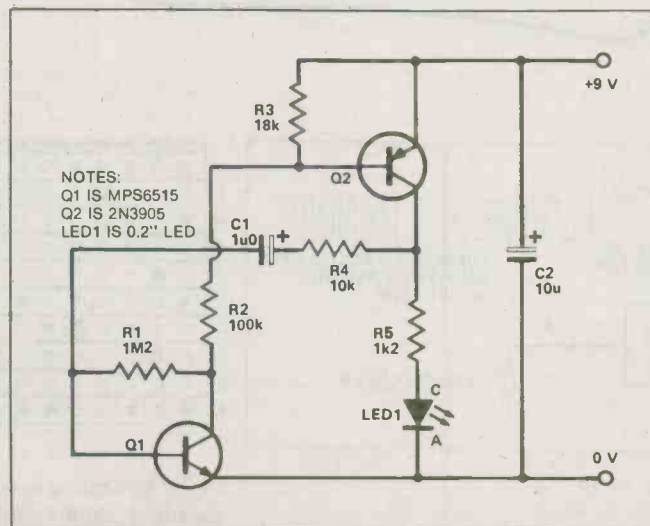 +9 V
R3
18k
Q2
NOTES:
Q1 IS MPS6515
Q2 IS 2N3905
LED1 IS 0.2" LED
C1
1u0
+
R4
10k
+
C2
10u
R2
100k
R1
1M2
R5
1k2
C
LED1
A
Q1
0 V